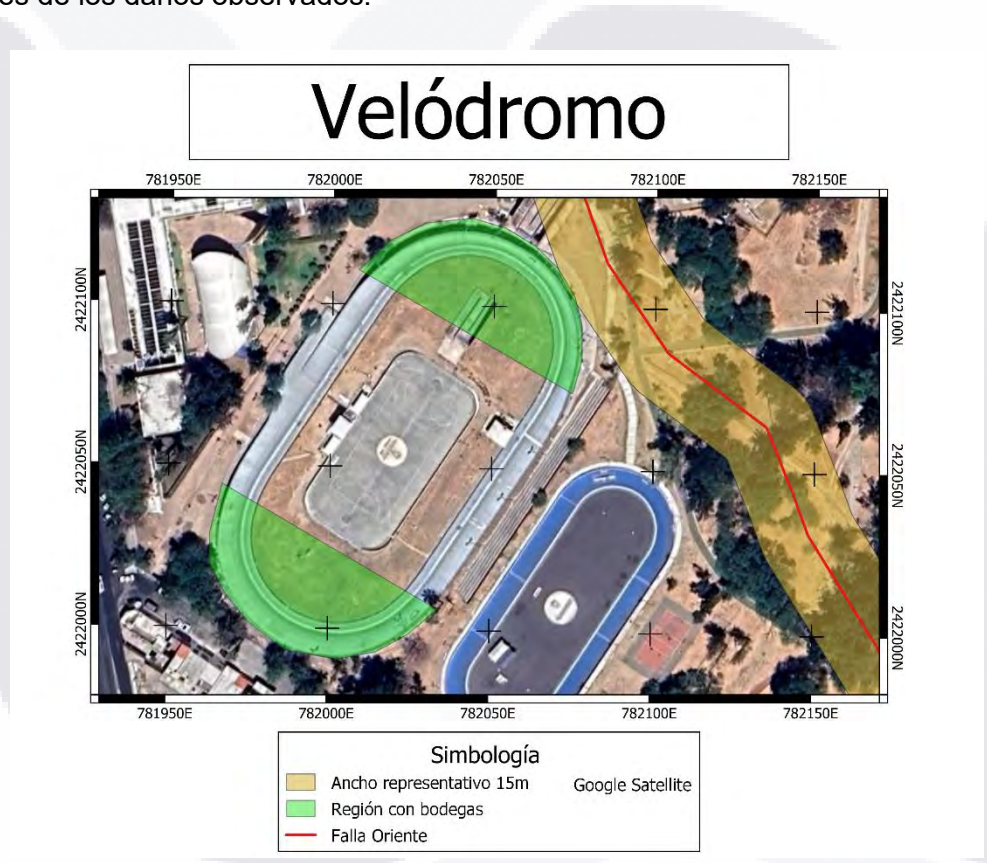 de los daños observados.
Velódromo
781950E 782000E 782050E 782100E 782150E
2422100N 2422100N
2422050N 2422050N
2422000N 2422000N
781950E 782000E 782050E 782100E 782150E
Simbología
Ancho representativo 15m Google Satellite
Región con bodegas
Falla Oriente